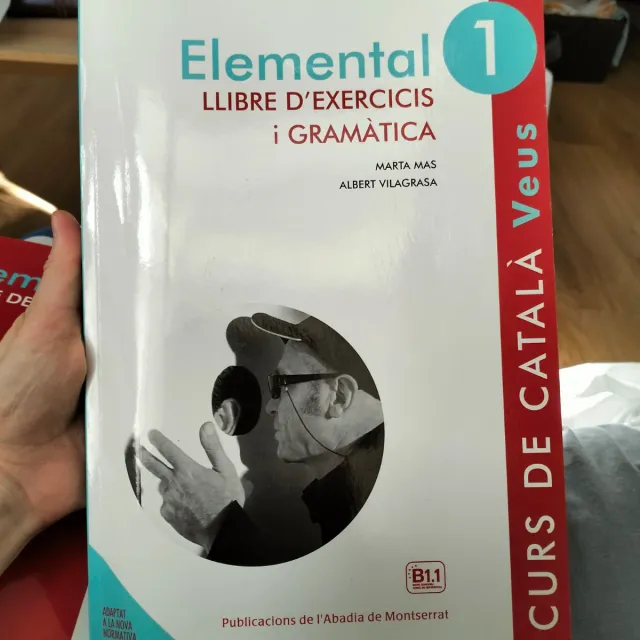 Elemental 1
LLIBRE D'EXERCICIS
i GRAMÀTICA
MARTA MAS
ALBERT VILAGRASA
CURS DE CATALÀ Veus
B1.1
ADAPTAT
A LA NOVA
NORMATIVA
Publicacions de l'Abadia de Montserrat